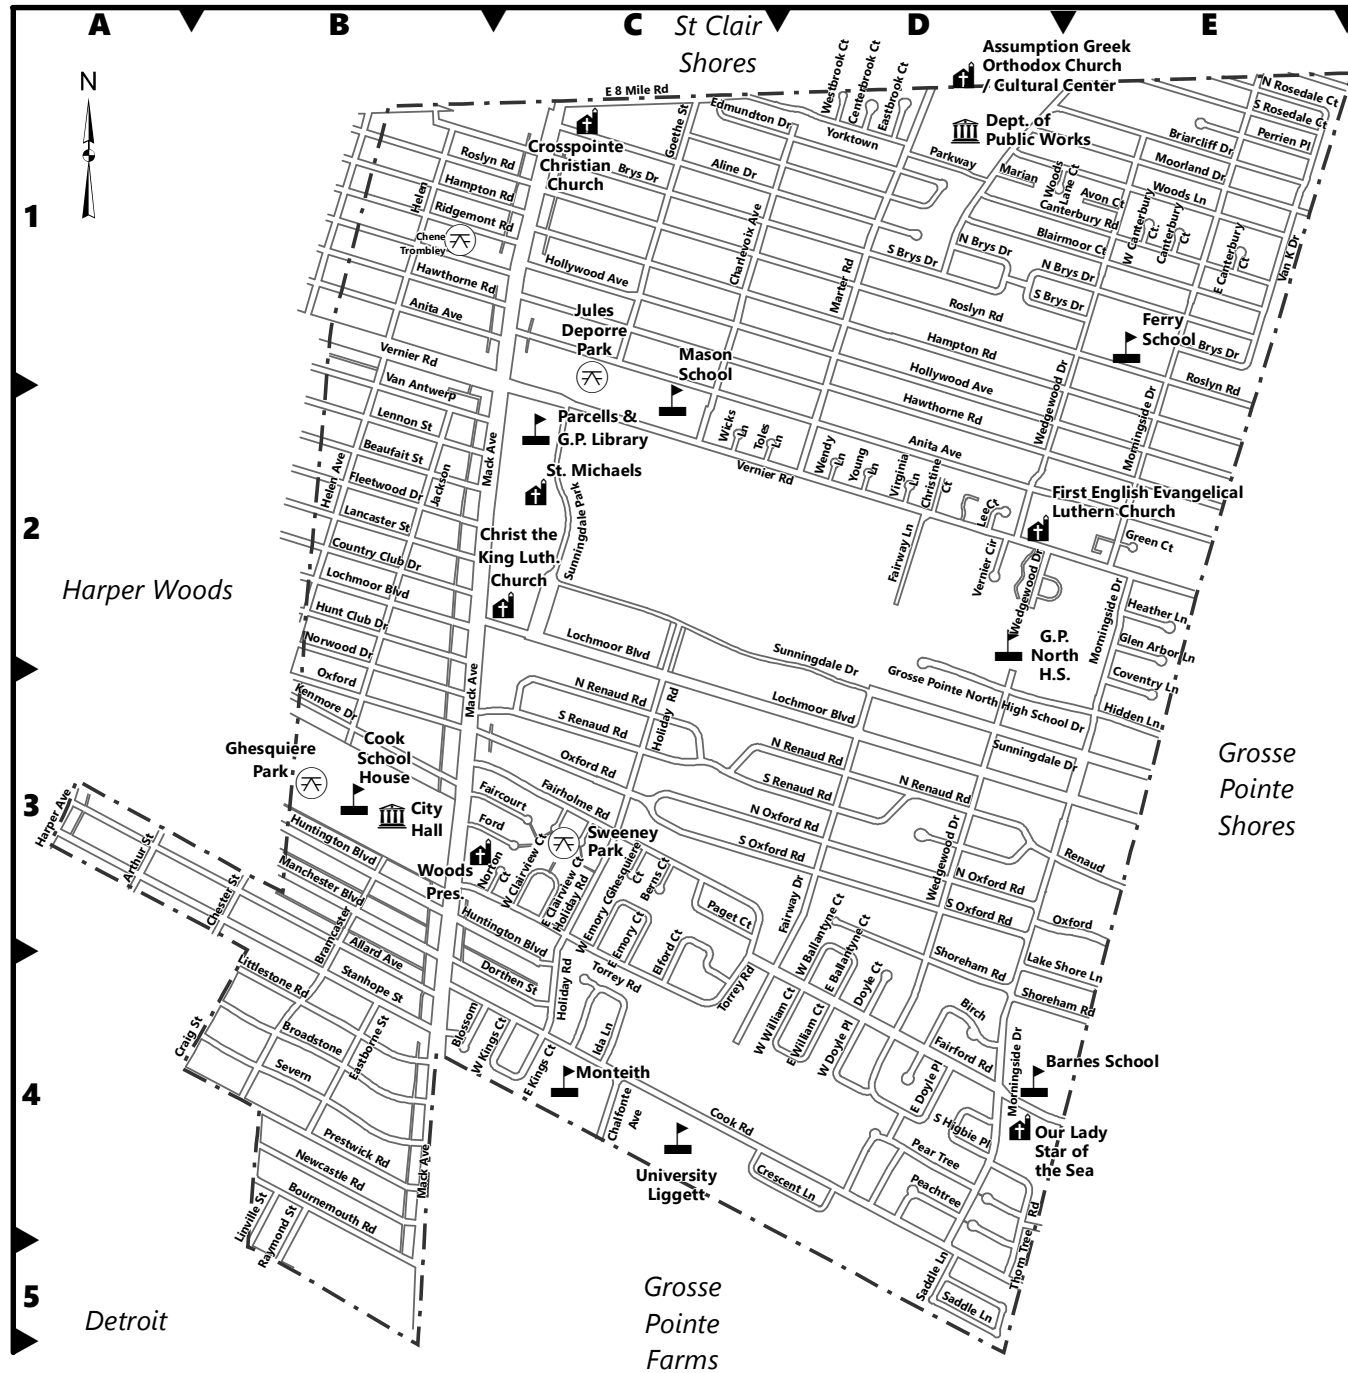 A
B
C
D
E
St Clair
Shores
N
1
2
3
4
5
Harper Woods
Detroit
Grosse
Pointe
Farms
Grosse
Pointe
Shores
E 8 Mile Rd
Assumption Greek
Orthodox Church
/ Cultural Center
Dept. of
Public Works
Crosspointe
Christian
Church
Westbrook Ct
Centerbrook Ct
Eastbrook Ct
Edmundton Dr
Yorktown
Goethe St
Parkway
Marian
Woods
Lane Ct
Avon Ct
Canterbury Rd
Blairmoor Ct
N Rosedale Ct
S Rosedale Ct
Perrien Pl
Briarcliff Dr
Moorland Dr
Woods Ln
W Canterbury
Ct.
Canterbury
Ct
E Canterbury
Ct
Van K Dr
Roslyn Rd
Hampton Rd
Ridgemont Rd
Helen
Chene
Trombley
Hawthorne Rd
Anita Ave
Vernier Rd
Brys Dr
Aline Dr
Charlevoix Ave
Marter Rd
Hollywood Ave
S Brys Dr
N Brys Dr
N Brys Dr
S Brys Dr
Roslyn Rd
Hampton Rd
Hollywood Ave
Hawthorne Rd
Anita Ave
Ferry
School
Brys Dr
Roslyn Rd
Wedgewood Dr
Morningside Dr
Jules
Deporre
Park
Mason
School
Van Antwerp
Lennon St
Beaufait St
Fleetwood Dr
Lancaster St
Country Club Dr
Lochmoor Blvd
Hunt Club Dr
Norwood Dr
Oxford
Kenmore Dr
Helen Ave
Jackson
Mack Ave
Parcells &
G.P. Library
St. Michaels
Christ the
King Luth.
Church
Sunningdale Park
Wicks
Ln
Toles
Ln
Vernier Rd
Wendy
Ln
Young
Ln
Virginia
Ln
Christine
Ct
Lee Ct
Fairway Ln
Vernier Cir
First English Evangelical
Luthern Church
Green Ct
Wedgewood Dr
Morningside Dr
Heather Ln
Glen Arbor Ln
Coventry Ln
Hidden Ln
G.P.
North
H.S.
Lochmoor Blvd
Sunningdale Dr
Grosse Pointe North High School Dr
Sunningdale Dr
Mack Ave
N Renaud Rd
S Renaud Rd
Holiday Rd
Oxford Rd
Lochmoor Blvd
N Renaud Rd
S Renaud Rd
N Renaud Rd
N Oxford Rd
S Oxford Rd
Wedgewood Dr
N Oxford Rd
S Oxford Rd
Renaud
Oxford
Ghesquiere
Park
Cook
School
House
City
Hall
Harper Ave
Arthur St
Chester St
Huntington Blvd
Manchester Blvd
Bramcaster
Allard Ave
Stanhope St
Littlestone Rd
Craig St
Broadstone
Severn
Eastborne St
Prestwick Rd
Newcastle Rd
Bournemouth Rd
Linville St
Raymond St
Mack Ave
Faircourt
Ford
Fairholme Rd
Woods
Pres.
Norton
Ct
W Clairview Ct
E Clairview Ct
Holiday Rd
Sweeney
Park
Ghesquiere
Ct
Berns Ct
W Emory Ct
E Emory Ct
Elford Ct
Paget Ct
Fairway Dr
Torrey Rd
Torrey Rd
Huntington Blvd
Dorthen St
Holiday Rd
Blossom
W Kings Ct
E Kings Ct
Ida Ln
Monteith
Chalfonte
Ave
University
Liggett
Cook Rd
Crescent Ln
W Ballantyne Ct
E Ballantyne Ct
Doyle Ct
W William Ct
E William Ct
W Doyle Pl
E Doyle Pl
Shoreham Rd
Lake Shore Ln
Shoreham Rd
Birch
Fairford Rd
Morningside Dr
Barnes School
S Higbie Pl
Our Lady
Star of
the Sea
Pear Tree
Peachtree
Thorn Tree Rd
Saddle Ln
Saddle Ln